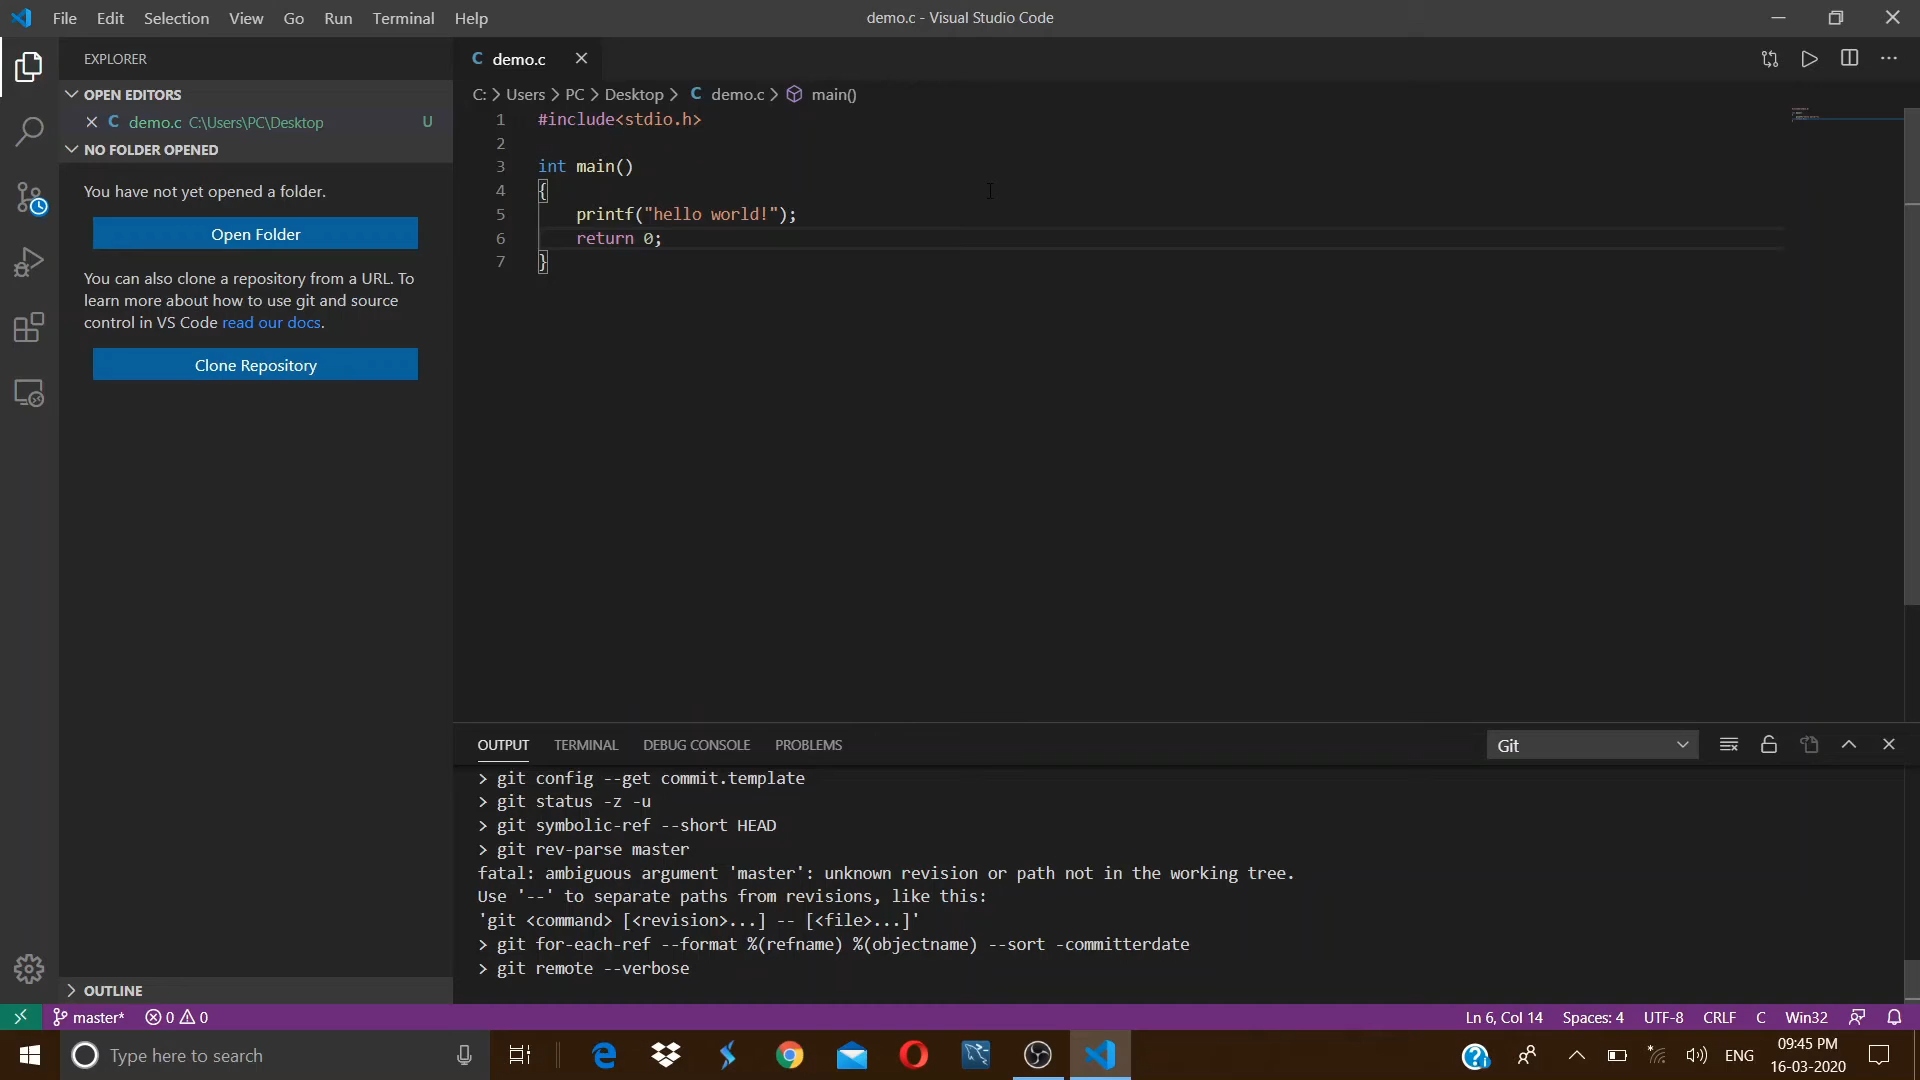 File Edit Selection View Go Run Terminal Help
demo.c - Visual Studio Code
EXPLORER
OPEN EDITORS
demo.c C:\Users\PC\Desktop U
NO FOLDER OPENED
You have not yet opened a folder.
Open Folder
You can also clone a repository from a URL. To
learn more about how to use git and source
control in VS Code read our docs.
Clone Repository
OUTLINE
C demo.c
C: > Users > PC > Desktop > C demo.c > main()
1 #include<stdio.h>
2
3 int main()
4 {
5 printf("hello world!");
6 return 0;
7 }
OUTPUT TERMINAL DEBUG CONSOLE PROBLEMS
Git
> git config --get commit.template
> git status -z -u
> git symbolic-ref --short HEAD
> git rev-parse master
fatal: ambiguous argument 'master': unknown revision or path not in the working tree.
Use '--' to separate paths from revisions, like this:
'git <command> [<revision>...] -- [<file>...]'
> git for-each-ref --format %(refname) %(objectname) --sort -committerdate
> git remote --verbose
master* 0 0
Ln 6, Col 14 Spaces: 4 UTF-8 CRLF C Win32
Type here to search
ENG
09:45 PM
16-03-2020